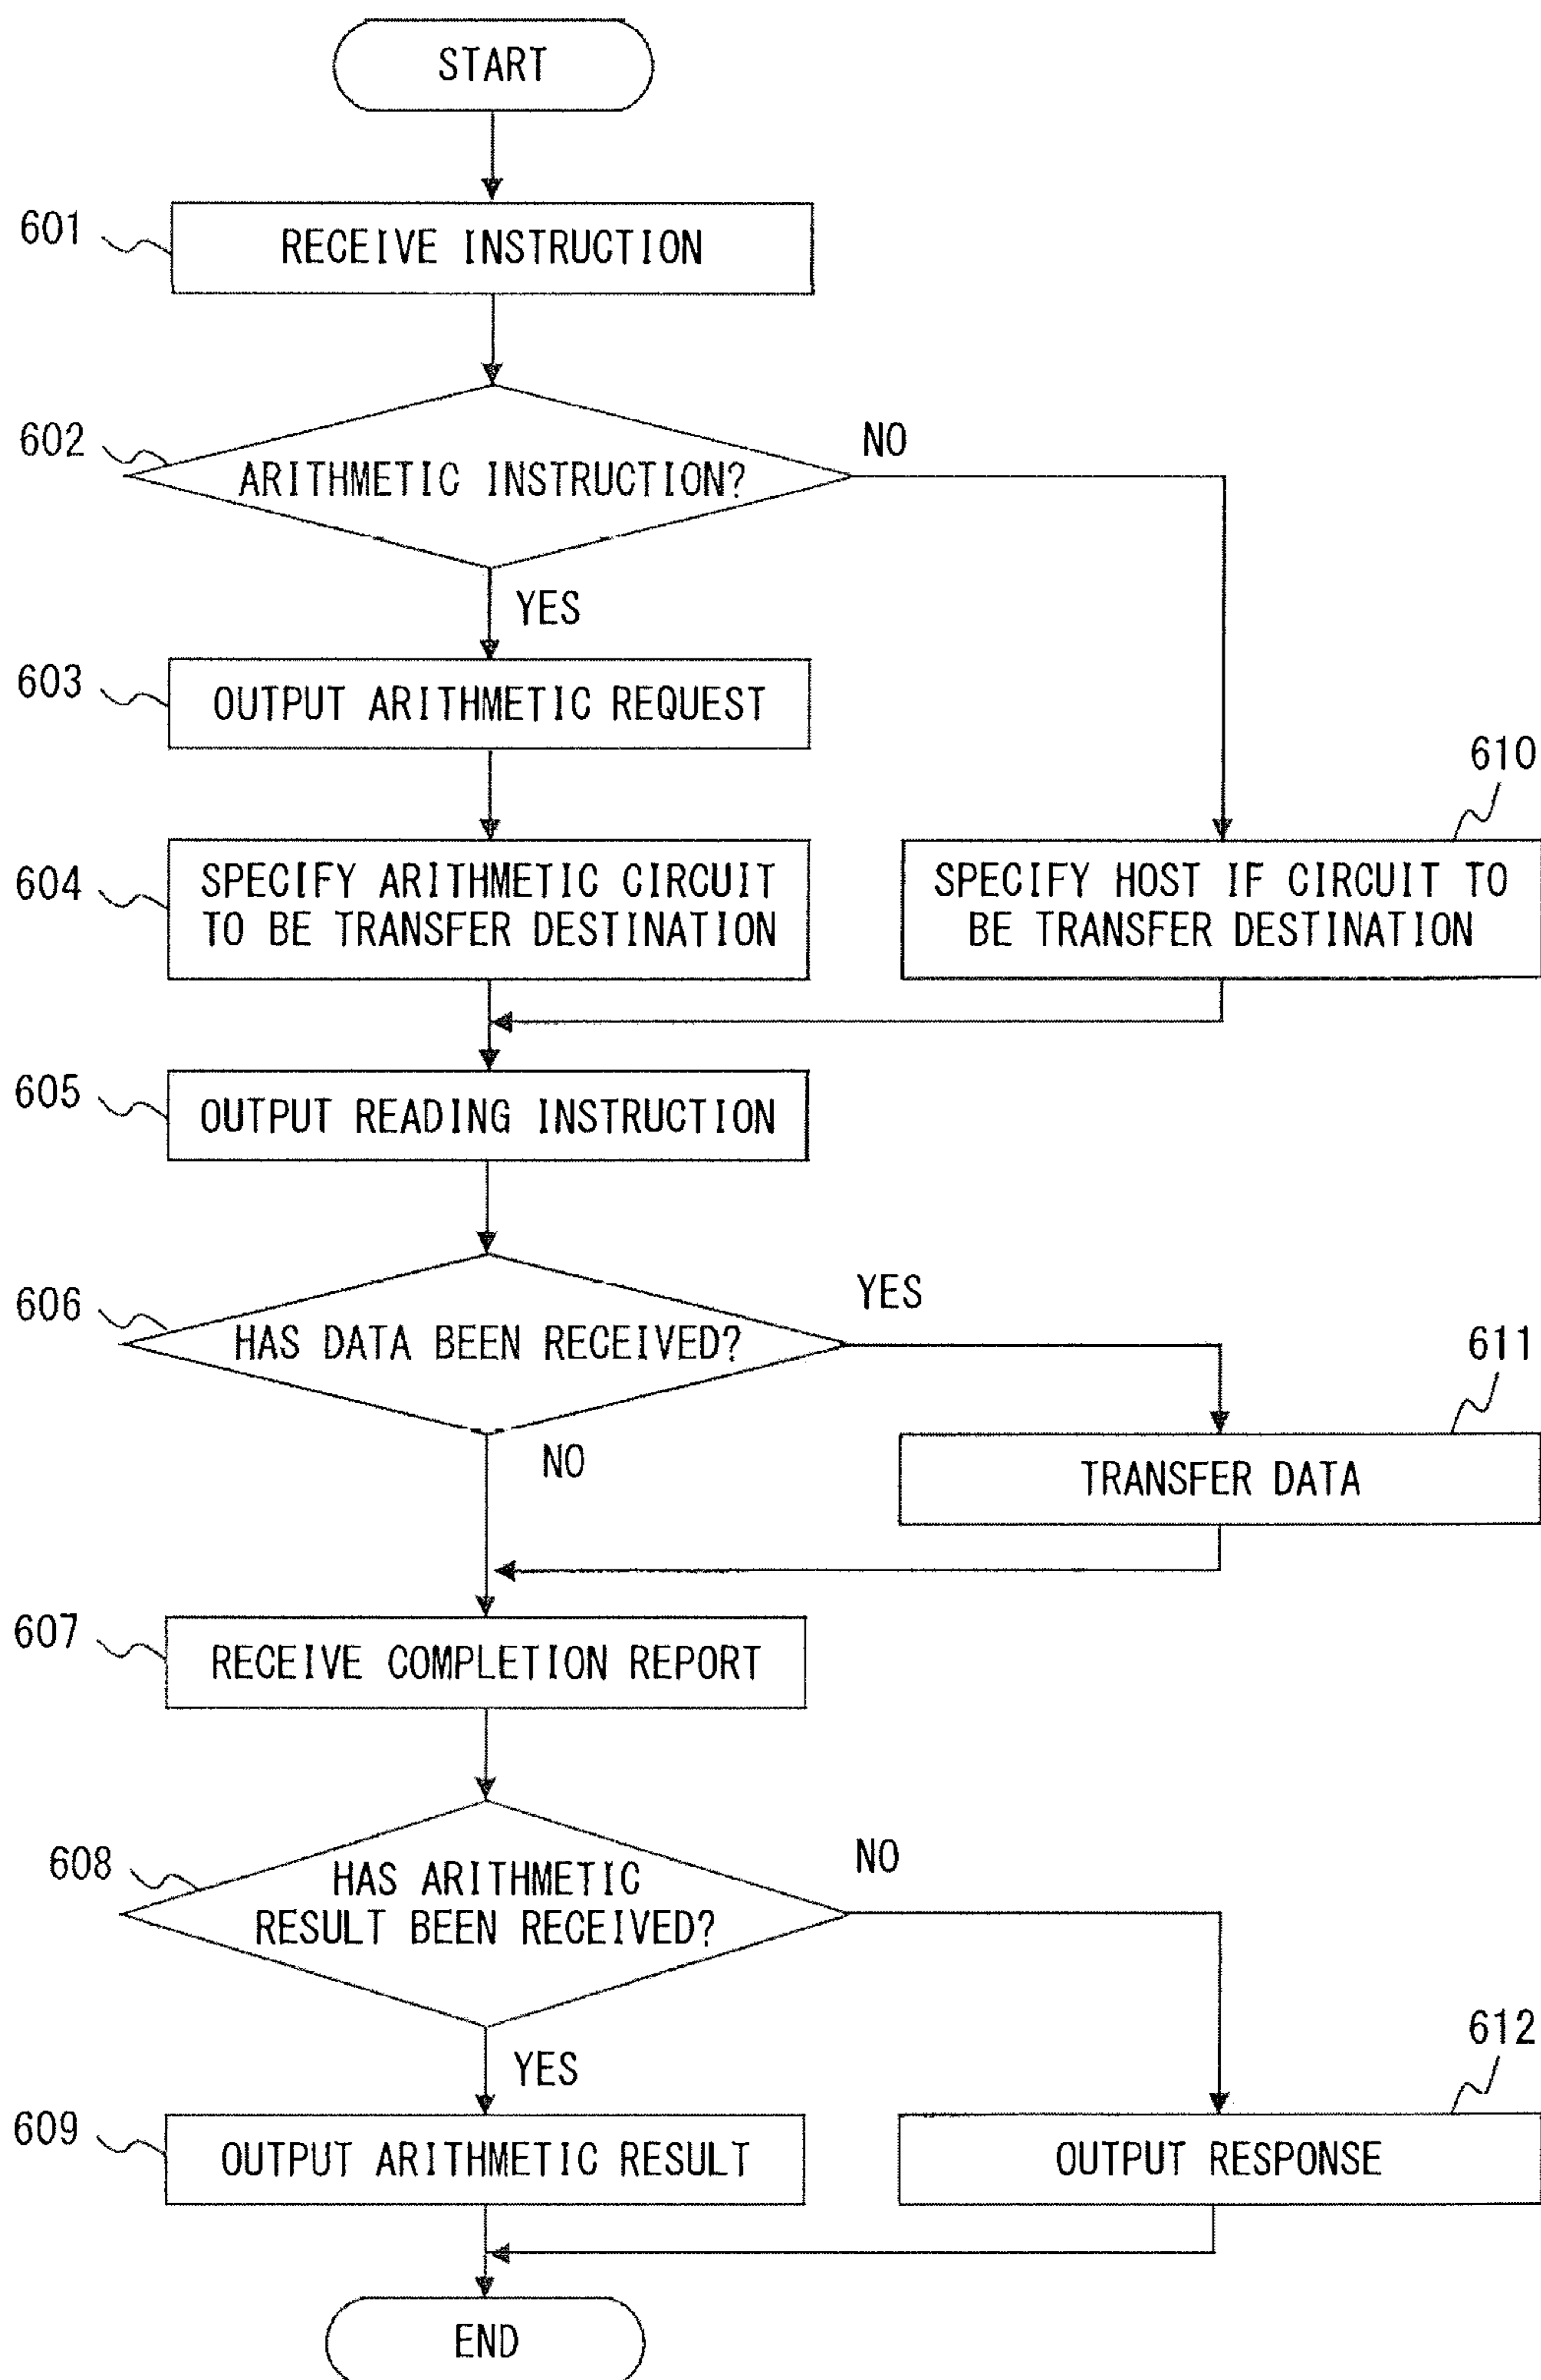 START
601
RECEIVE INSTRUCTION
602
ARITHMETIC INSTRUCTION?
NO
YES
603
OUTPUT ARITHMETIC REQUEST
604
SPECIFY ARITHMETIC CIRCUIT
TO BE TRANSFER DESTINATION
610
SPECIFY HOST IF CIRCUIT TO
BE TRANSFER DESTINATION
605
OUTPUT READING INSTRUCTION
606
HAS DATA BEEN RECEIVED?
YES
NO
611
TRANSFER DATA
607
RECEIVE COMPLETION REPORT
608
HAS ARITHMETIC
RESULT BEEN RECEIVED?
NO
YES
609
OUTPUT ARITHMETIC RESULT
612
OUTPUT RESPONSE
END